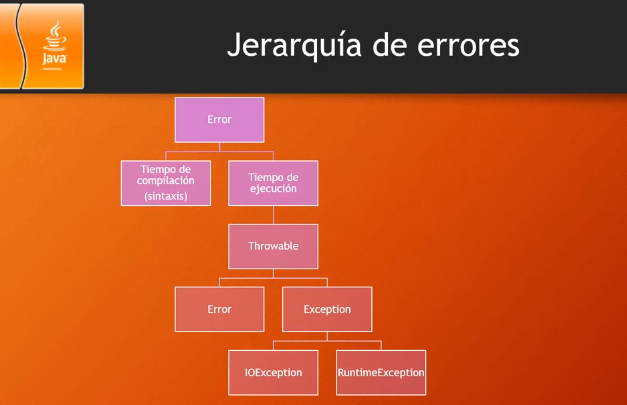 Java
Jerarquía de errores
Error
Tiempo de
compilación
(sintaxis)
Tiempo de
ejecución
Throwable
Error
Exception
IOException
RuntimeException